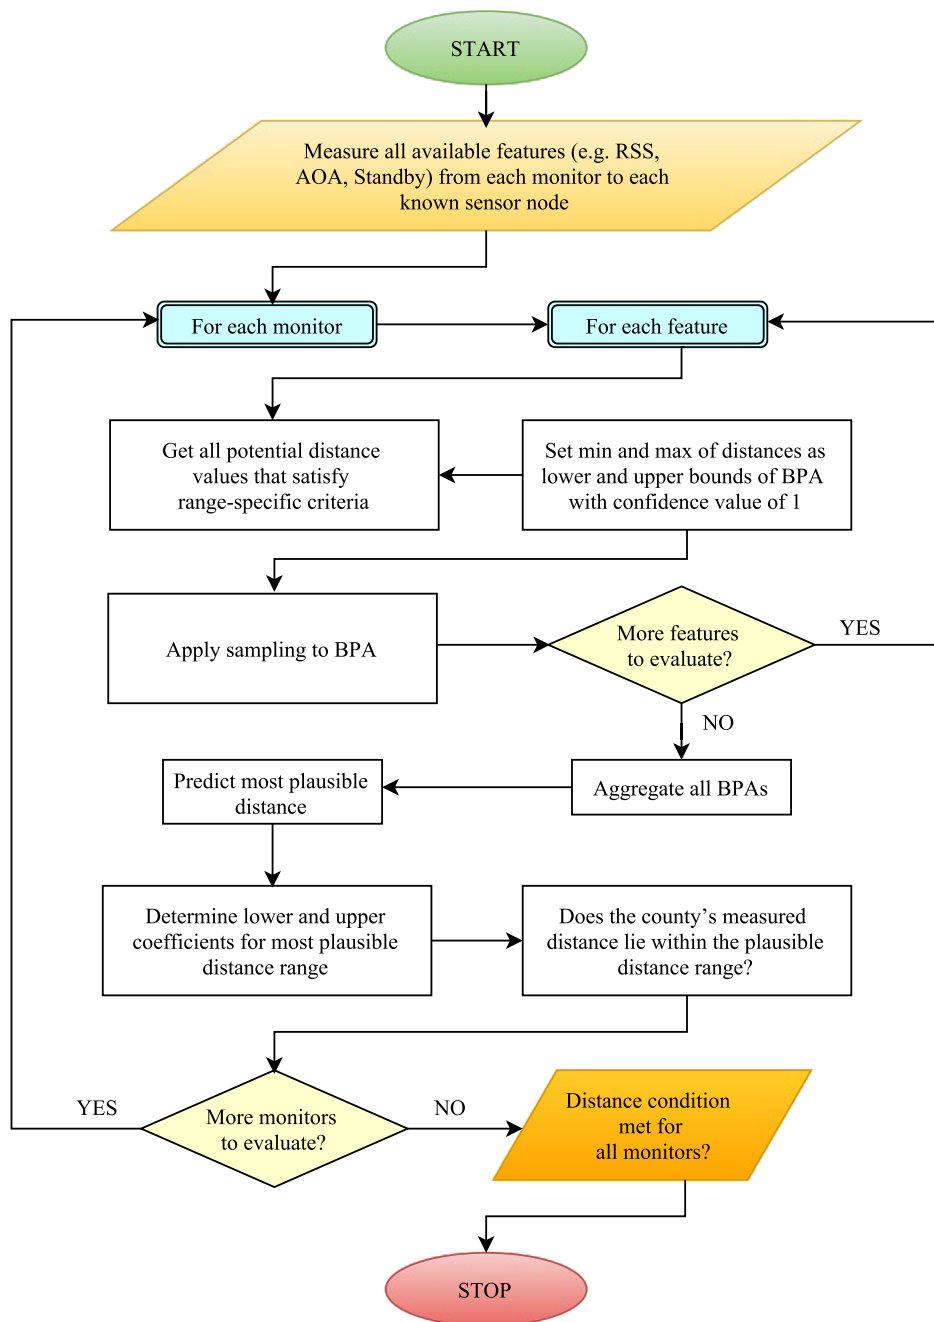 START
Measure all available features (e.g. RSS,
AOA, Standby) from each monitor to each
known sensor node
For each monitor
For each feature
Get all potential distance
values that satisfy
range-specific criteria
Set min and max of distances as
lower and upper bounds of BPA
with confidence value of 1
Apply sampling to BPA
More features
to evaluate?
YES
NO
Predict most plausible
distance
Aggregate all BPAs
Determine lower and upper
coefficients for most plausible
distance range
Does the county's measured
distance lie within the plausible
distance range?
YES
More monitors
to evaluate?
NO
Distance condition
met for
all monitors?
STOP